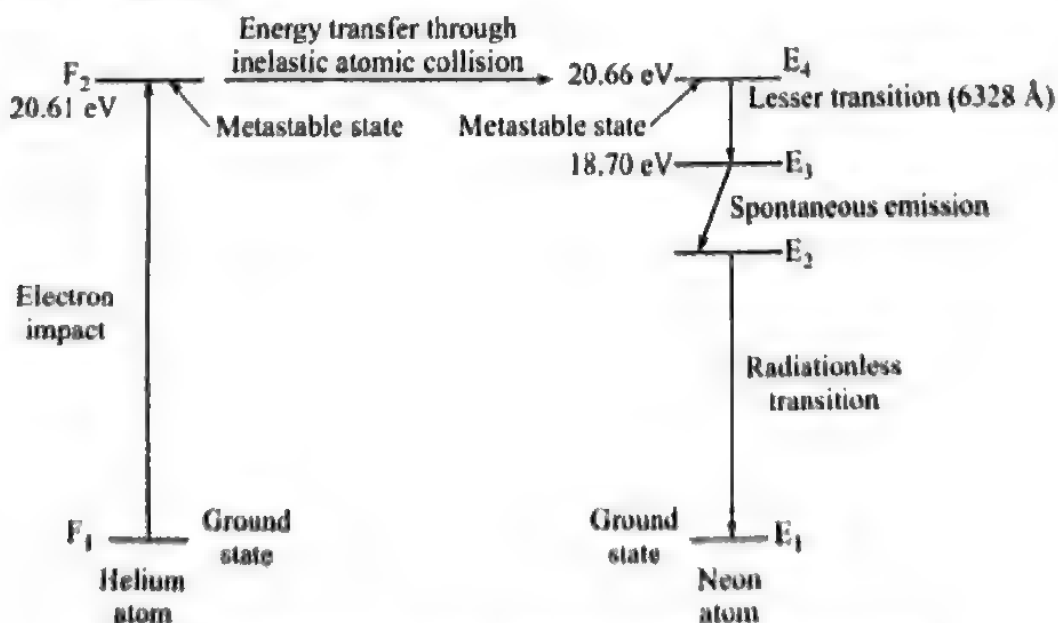 Energy transfer through
inelastic atomic collision
F₂
20.61 eV
Metastable state
20.66 eV
E₄
Lesser transition (6328 Å)
Metastable state
18.70 eV
E₃
Spontaneous emission
E₂
Electron
impact
Radiationless
transition
F₁
Ground
state
Helium
atom
Ground
state
E₁
Neon
atom